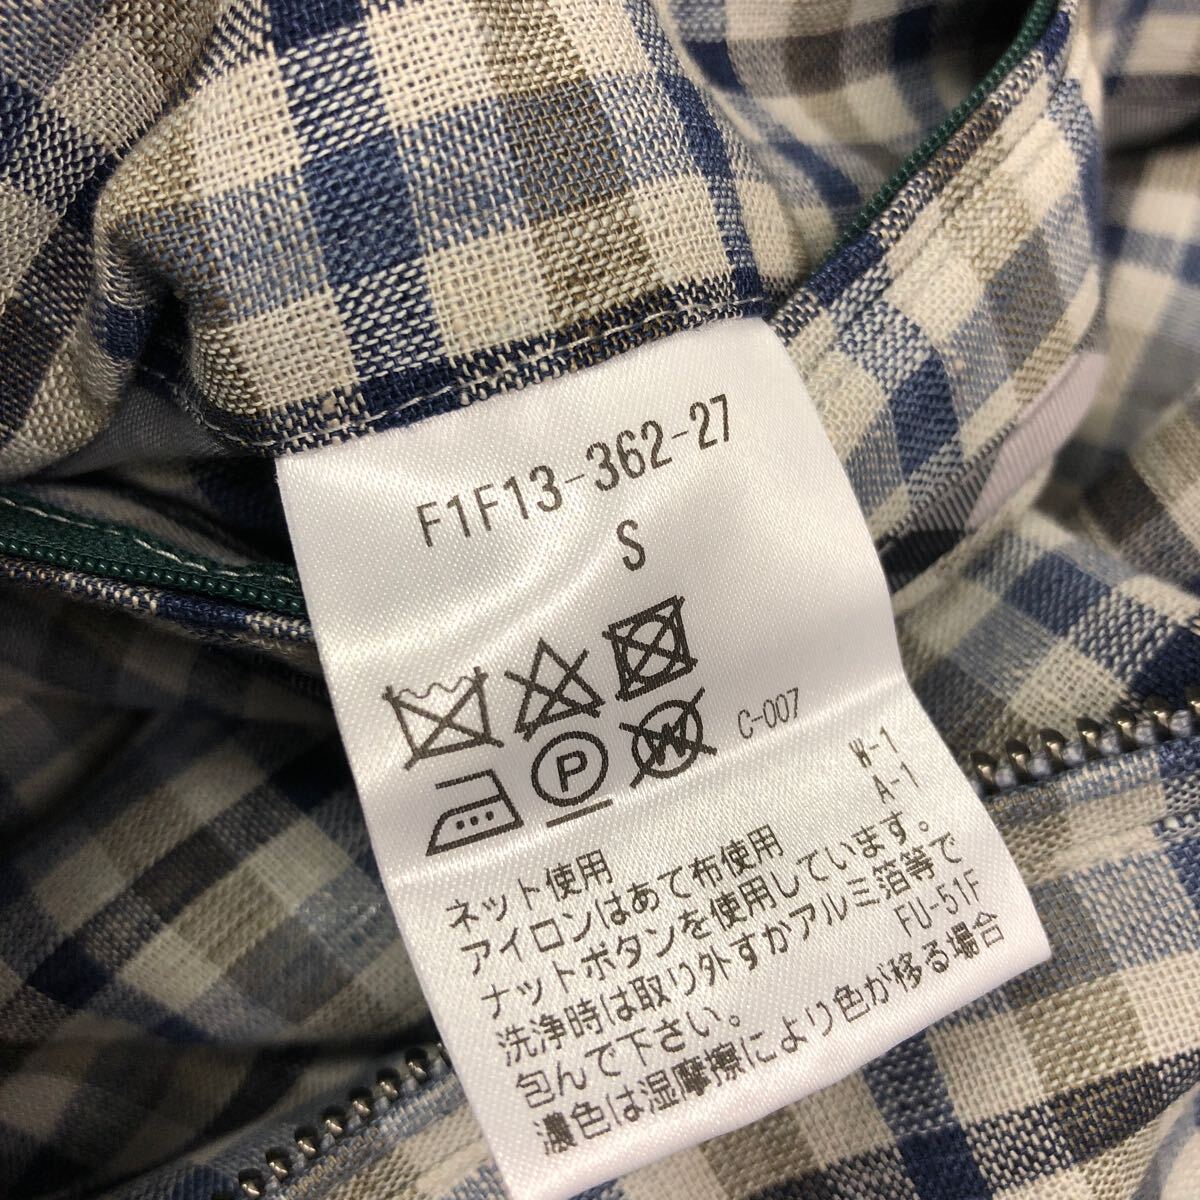 F1F13-362-27
S
P
W
C-007
W-1
A-1
ネット使用
アイロンはあて布使用
ナットボタンを使用しています。
洗浄時は取り外すかアルミ箔等で
包んで下さい。
FU-51F
濃色は湿摩擦により色が移る場合